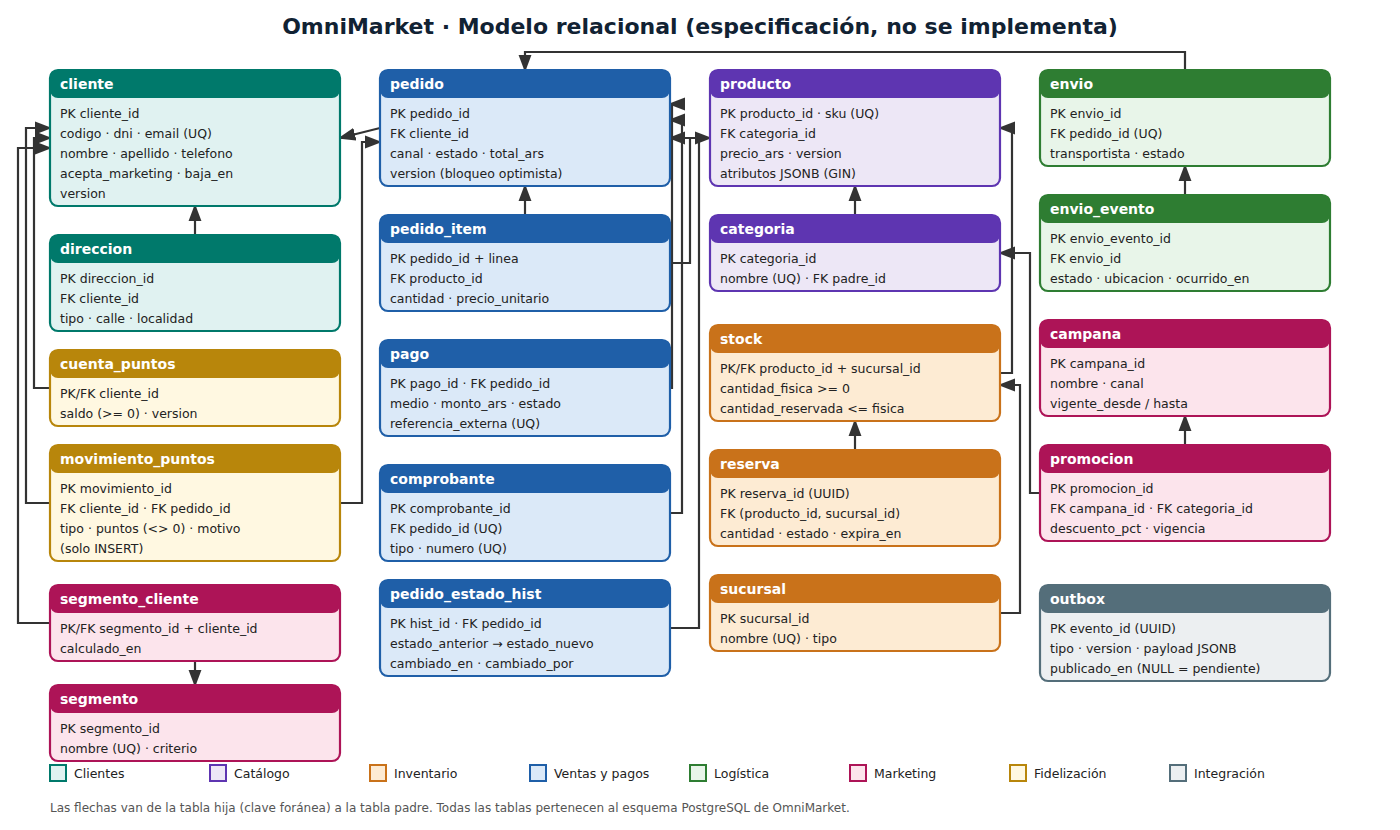 OmniMarket · Modelo relacional (especificación, no se implementa)
cliente
PK cliente_id
codigo · dni · email (UQ)
nombre · apellido · telefono
acepta_marketing · baja_en
version
direccion
PK direccion_id
FK cliente_id
tipo · calle · localidad
cuenta_puntos
PK/FK cliente_id
saldo (>= 0) · version
movimiento_puntos
PK movimiento_id
FK cliente_id · FK pedido_id
tipo · puntos (<> 0) · motivo
(solo INSERT)
segmento_cliente
PK/FK segmento_id + cliente_id
calculado_en
segmento
PK segmento_id
nombre (UQ) · criterio
pedido
PK pedido_id
FK cliente_id
canal · estado · total_ars
version (bloqueo optimista)
pedido_item
PK pedido_id + linea
FK producto_id
cantidad · precio_unitario
pago
PK pago_id · FK pedido_id
medio · monto_ars · estado
referencia_externa (UQ)
comprobante
PK comprobante_id
FK pedido_id (UQ)
tipo · numero (UQ)
pedido_estado_hist
PK hist_id · FK pedido_id
estado_anterior → estado_nuevo
cambiado_en · cambiado_por
producto
PK producto_id · sku (UQ)
FK categoria_id
precio_ars · version
atributos JSONB (GIN)
categoria
PK categoria_id
nombre (UQ) · FK padre_id
stock
PK/FK producto_id + sucursal_id
cantidad_fisica >= 0
cantidad_reservada <= fisica
reserva
PK reserva_id (UUID)
FK (producto_id, sucursal_id)
cantidad · estado · expira_en
sucursal
PK sucursal_id
nombre (UQ) · tipo
envio
PK envio_id
FK pedido_id (UQ)
transportista · estado
envio_evento
PK envio_evento_id
FK envio_id
estado · ubicacion · ocurrido_en
campana
PK campana_id
nombre · canal
vigente_desde / hasta
promocion
PK promocion_id
FK campana_id · FK categoria_id
descuento_pct · vigencia
outbox
PK evento_id (UUID)
tipo · version · payload JSONB
publicado_en (NULL = pendiente)
Clientes
Catálogo
Inventario
Ventas y pagos
Logística
Marketing
Fidelización
Integración
Las flechas van de la tabla hija (clave foránea) a la tabla padre. Todas las tablas pertenecen al esquema PostgreSQL de OmniMarket.